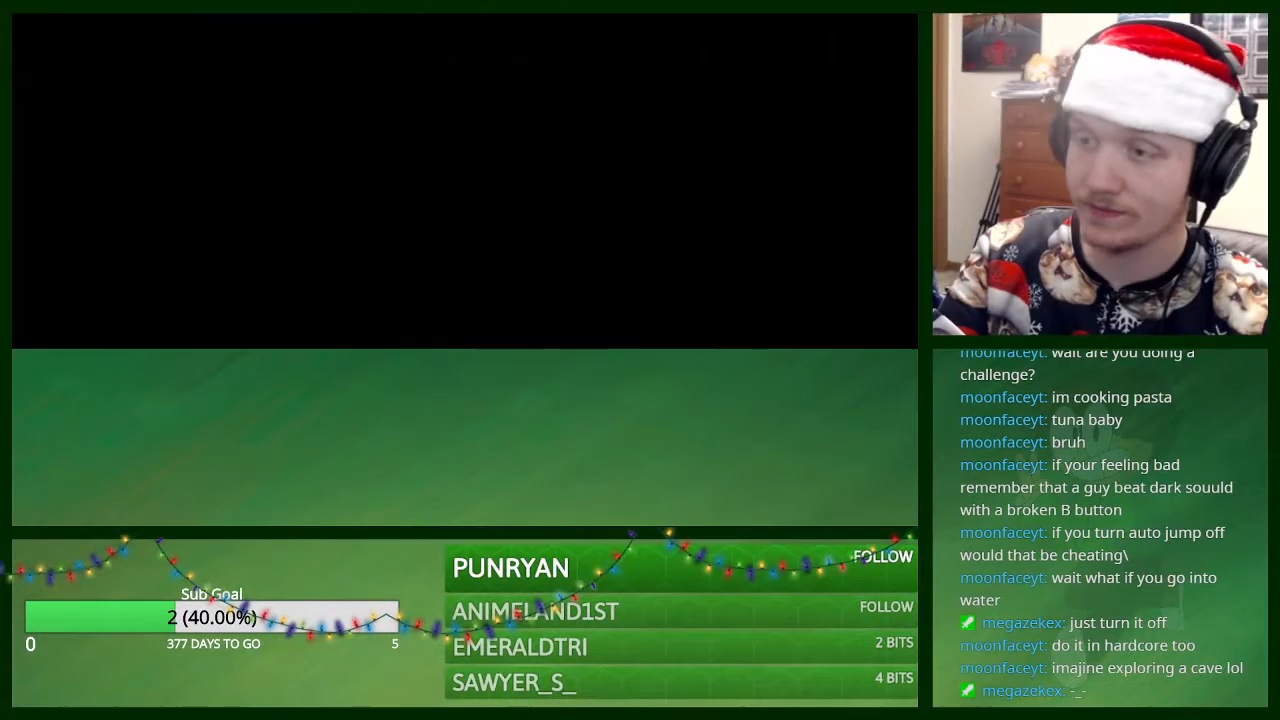 moonfaceyt: wait are you doing a
challenge?
moonfaceyt: im cooking pasta
moonfaceyt: tuna baby
moonfaceyt: bruh
moonfaceyt: if your feeling bad
remember that a guy beat dark souuld
with a broken B button
moonfaceyt: if you turn auto jump off
would that be cheating\
moonfaceyt: wait what if you go into
water
megazekex: just turn it off
moonfaceyt: do it in hardcore too
moonfaceyt: imajine exploring a cave lol
megazekex: -_-
Sub Goal
2 (40.00%)
0
377 DAYS TO GO
5
PUNRYAN FOLLOW
ANIMELAND1ST FOLLOW
EMERALDTRI 2 BITS
SAWYER_S_ 4 BITS